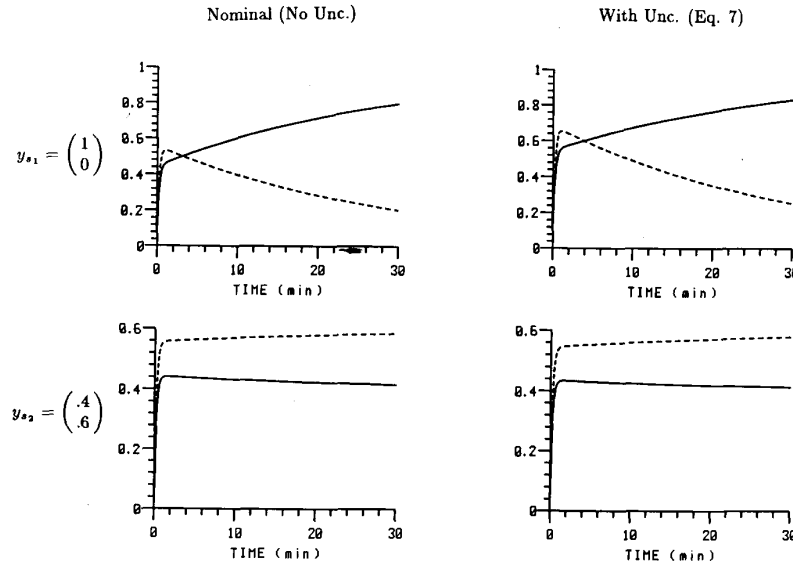 Nominal (No Unc.)
With Unc. (Eq. 7)
y_{s_1} = \begin{pmatrix} 1 \\ 0 \end{pmatrix}
1
0.8
0.6
0.4
0.2
0
0 10 20 30
TIME (min)
1
0.8
0.6
0.4
0.2
0
0 10 20 30
TIME (min)
y_{s_2} = \begin{pmatrix} .4 \\ .6 \end{pmatrix}
0.6
0.4
0.2
0
0 10 20 30
TIME (min)
0.6
0.4
0.2
0
0 10 20 30
TIME (min)